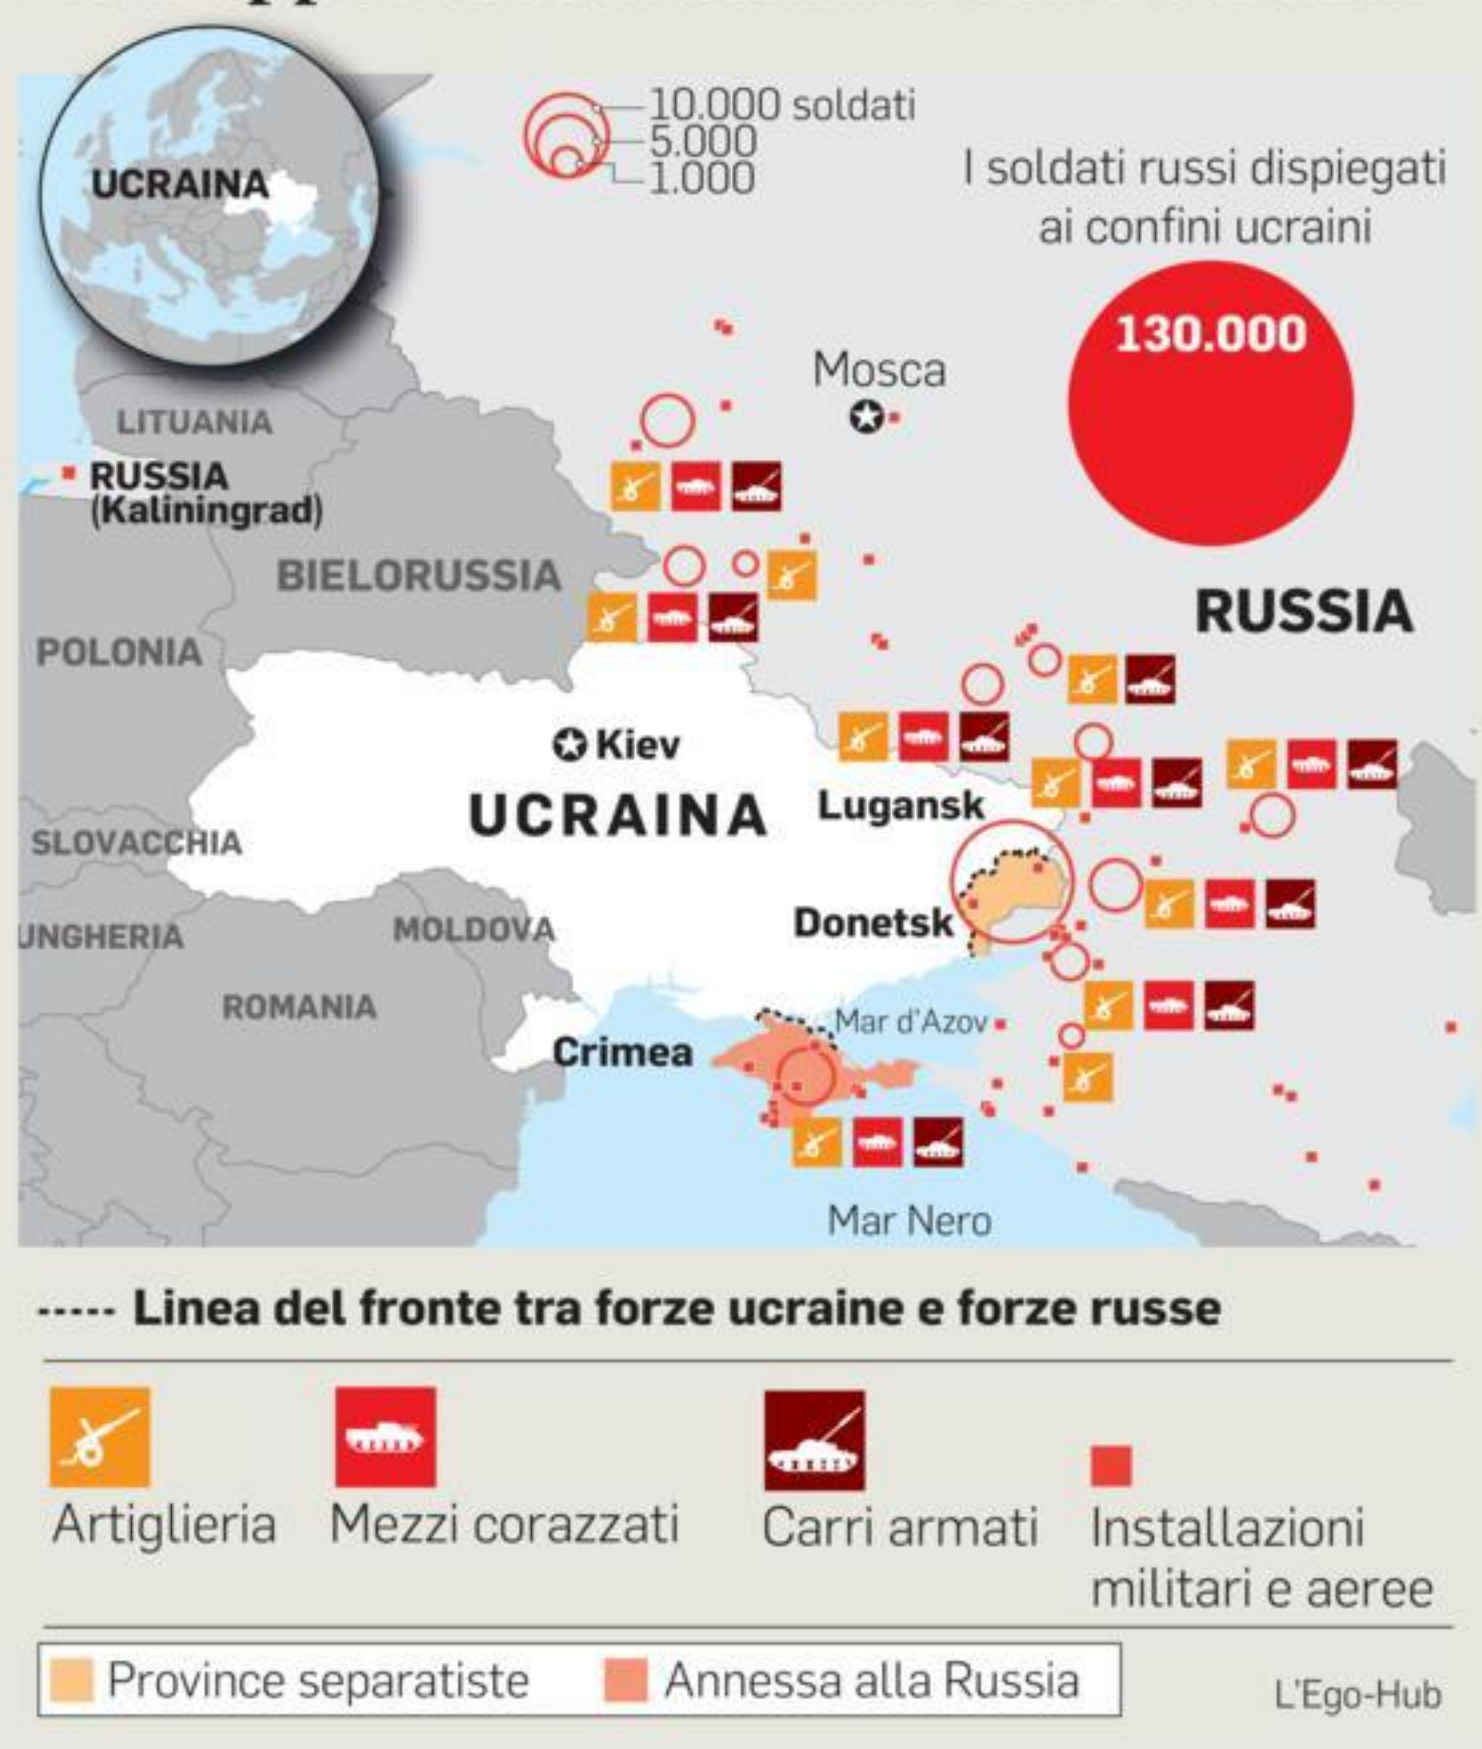 UCRAINA
10.000 soldati
5.000
1.000
I soldati russi dispiegati
ai confini ucraini
130.000
Mosca
LITUANIA
RUSSIA
(Kaliningrad)
BIELORUSSIA
RUSSIA
POLONIA
Kiev
UCRAINA
Lugansk
SLOVACCHIA
Donetsk
MOLDOVA
UNGHERIA
ROMANIA
Mar d'Azov
Crimea
Mar Nero
Linea del fronte tra forze ucraine e forze russe
Artiglieria
Mezzi corazzati
Carri armati
Installazioni
militari e aeree
Province separatiste
Annessa alla Russia
L'Ego-Hub